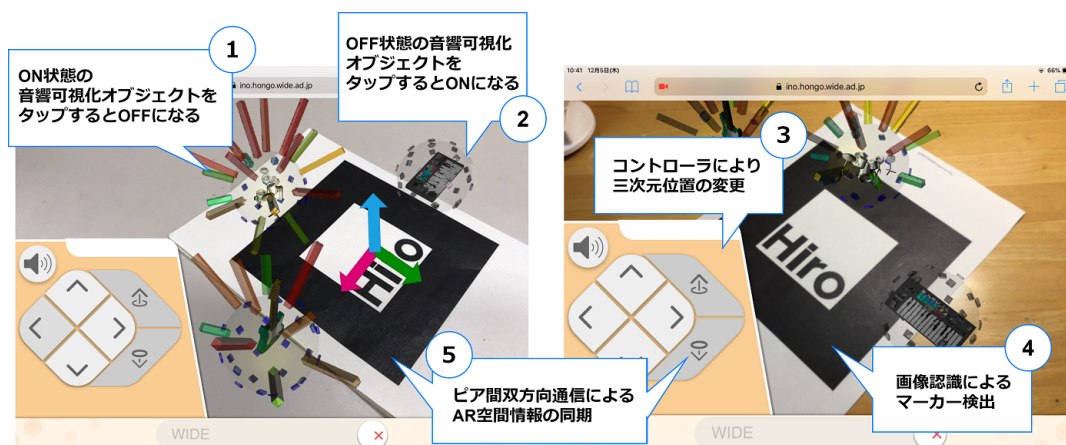 1
ON状態の
音響可視化オブジェクトを
タップするとOFFになる
OFF状態の音響可視化
オブジェクトを
タップするとONになる
2
ino.hongo.wide.ad.jp
Hiro
5
ピア間双方向通信による
AR空間情報の同期
WIDE
10:41 12月5日(木)
66%
ino.hongo.wide.ad.jp
3
コントローラにより
三次元位置の変更
Hiro
4
画像認識による
マーカー検出
WIDE